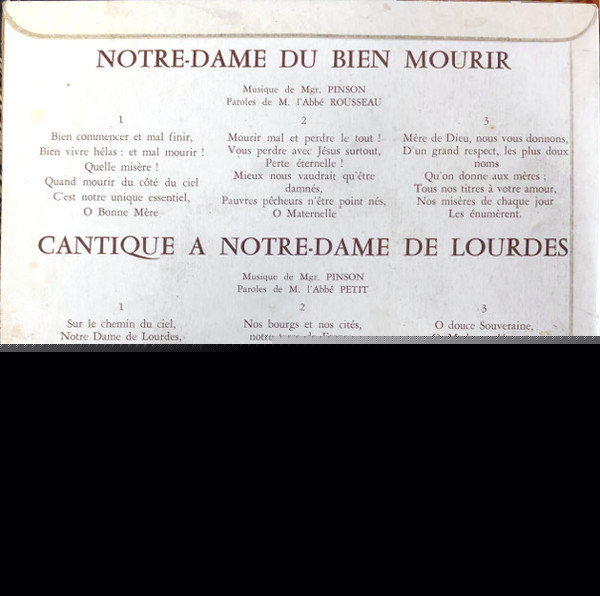 NOTRE-DAME DU BIEN MOURIR
Musique de Mgr. PINSON
Paroles de M. l'Abbé ROUSSEAU
1
Bien commencer et mal finir,
Bien vivre hélas : et mal mourir !
Quelle misère !
Quand mourir du côté du ciel
C'est notre unique essentiel,
O Bonne Mère
2
Mourir mal et perdre le tout !
Vous perdre avec Jésus surtout,
Perte éternelle !
Mieux nous vaudrait qu'être
damnés,
Pauvres pêcheurs n'être point nés,
O Maternelle
3
Mère de Dieu, nous vous donnons,
D'un grand respect, les plus doux
noms
Qu'on donne aux mères ;
Tous nos titres à votre amour,
Nos misères de chaque jour
Les énumèrent.
CANTIQUE A NOTRE-DAME DE LOURDES
Musique de Mgr. PINSON
Paroles de M. l'Abbé PETIT
1
Sur le chemin du ciel,
Notre Dame de Lourdes,
2
Nos bourgs et nos cités,
notre terre de France
3
O douce Souveraine,